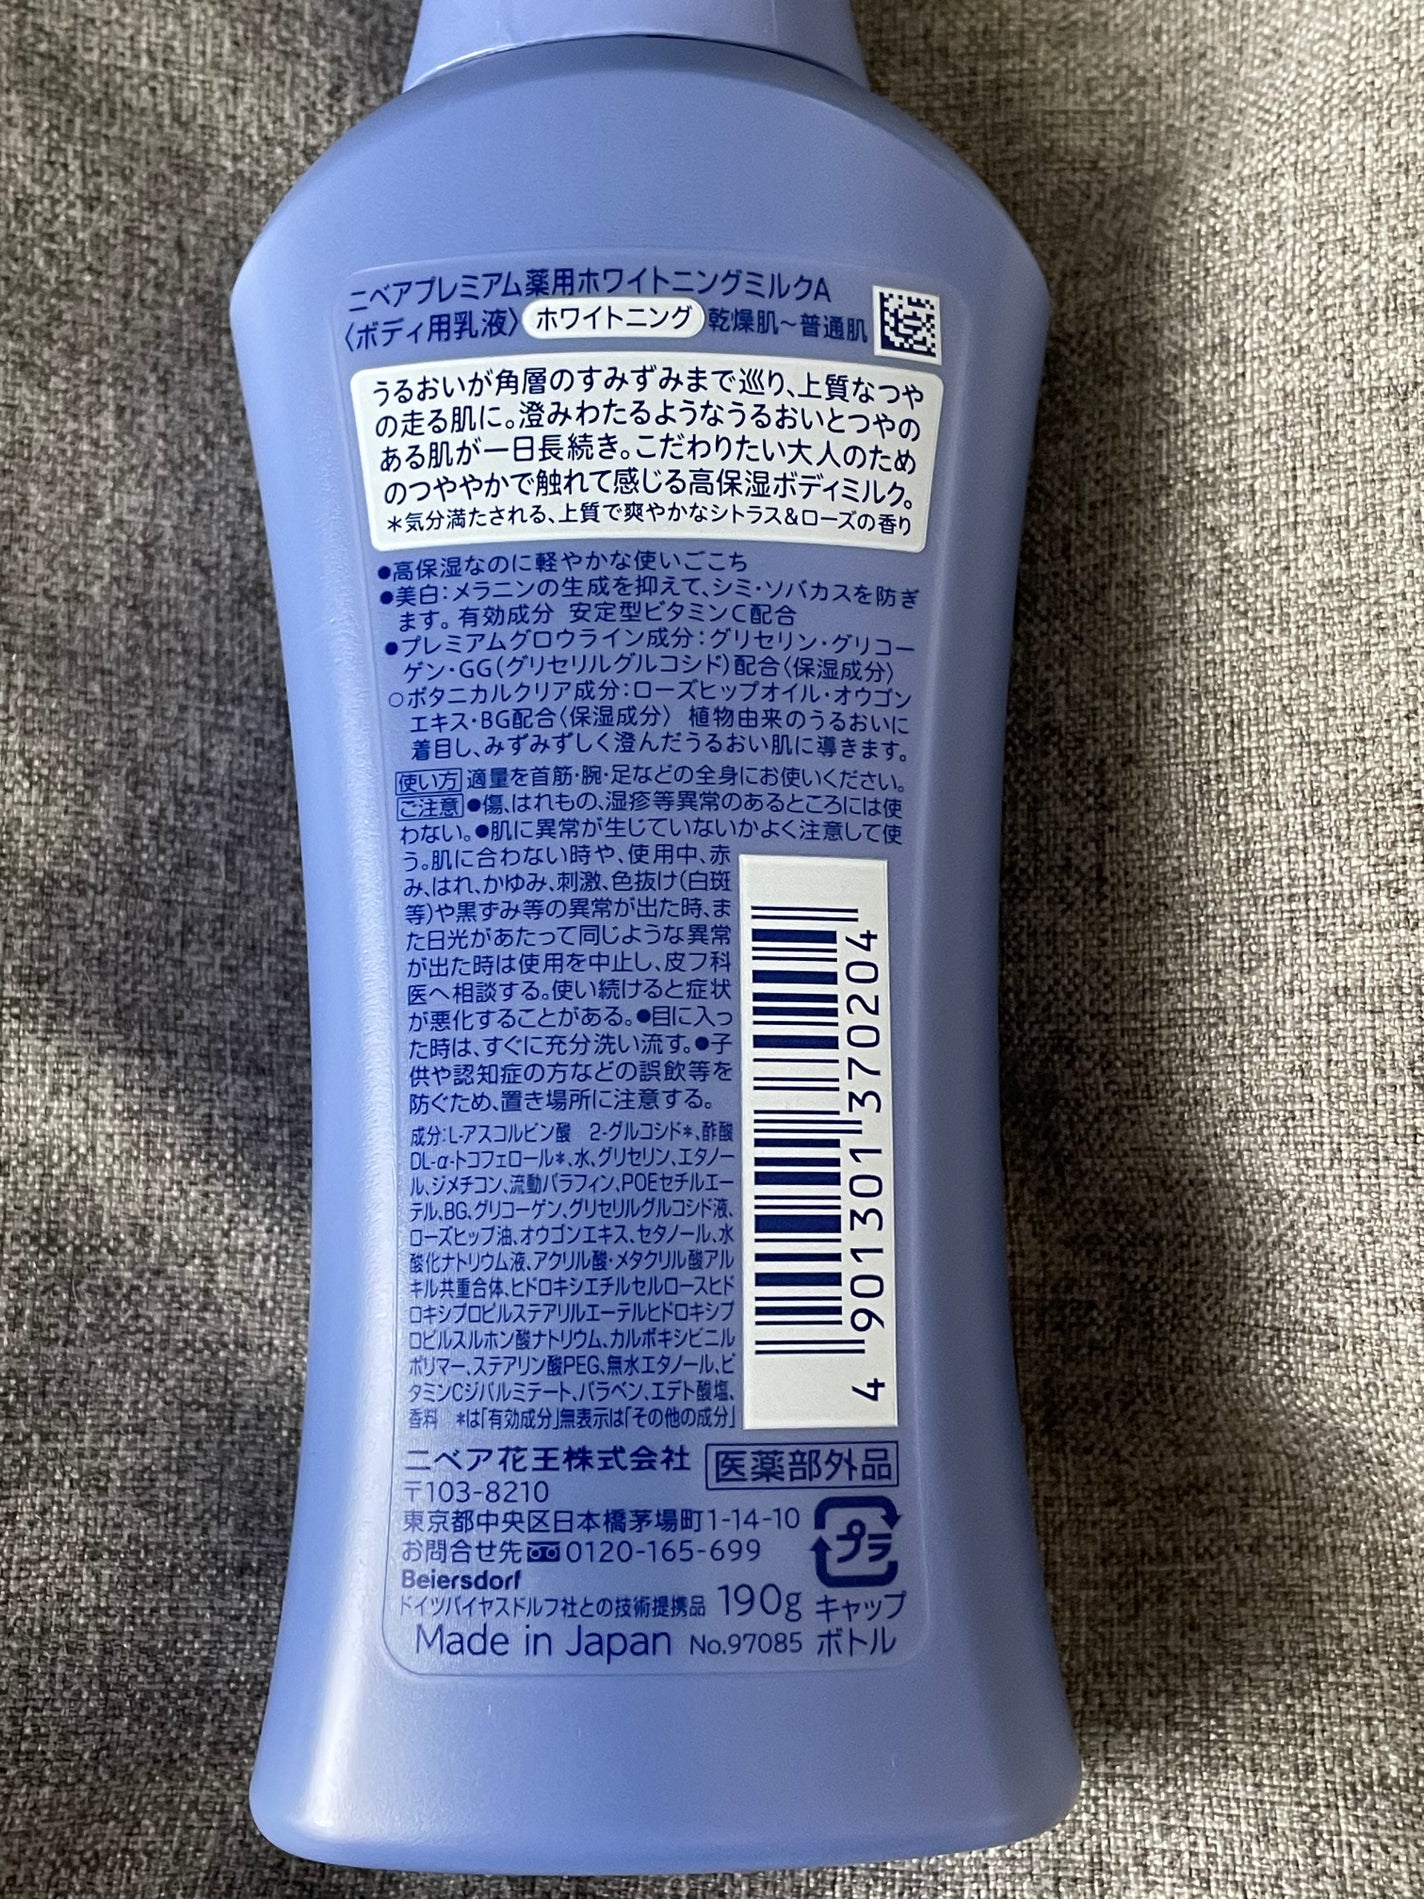 ニベアプレミアム薬用ホワイトニングミルクA
〈ボディ用乳液〉 ホワイトニング 乾燥肌～普通肌
うるおいが角層のすみずみまで巡り、上質なつや
の走る肌に。澄みわたるようなうるおいとつやの
ある肌が一日長続き。こだわりたい大人のため
のつややかで触れて感じる高保湿ボディミルク。
*気分満たされる、上質で爽やかなシトラス&ローズの香り
●高保湿なのに軽やかな使いごこち
●美白：メラニンの生成を抑えて、シミ・ソバカスを防ぎ
ます。有効成分 安定型ビタミンC配合
●プレミアムグロウライン成分：グリセリン・グリコー
ゲン・GG(グリセリルグルコシド)配合〈保湿成分〉
○ボタニカルクリア成分：ローズヒップオイル・オウゴン
エキス・BG配合〈保湿成分〉 植物由来のうるおいに
着目し、みずみずしく澄んだうるおい肌に導きます。
使い方 適量を首筋・腕・足などの全身にお使いください。
ご注意 ●傷、はれもの、湿疹等異常のあるところには使
わない。●肌に異常が生じていないかよく注意して使
う。肌に合わない時や、使用中、赤
み、はれ、かゆみ、刺激、色抜け(白斑
等)や黒ずみ等の異常が出た時、ま
た日光があたって同じような異常
が出た時は使用を中止し、皮フ科
医へ相談する。使い続けると症状
が悪化することがある。●目に入っ
た時は、すぐに充分洗い流す。●子
供や認知症の方などの誤飲等を
防ぐため、置き場所に注意する。
成分：L-アスコルビン酸 2-グルコシド*、酢酸
DL-α-トコフェロール*、水、グリセリン、エタノー
ル、ジメチコン、流動パラフィン、POEセチルエー
テル、BG、グリコーゲン、グリセリルグルコシド液、
ローズヒップ油、オウゴンエキス、セタノール、水
酸化ナトリウム液、アクリル酸・メタクリル酸アル
キル共重合体、ヒドロキシエチルセルロースヒド
ロキシプロピルステアリルエーテルヒドロキシプ
ロピルスルホン酸ナトリウム、カルボキシビニル
ポリマー、ステアリン酸PEG、無水エタノール、ビ
タミンCジパルミテート、パラベン、エデト酸塩、
香料 *は「有効成分」無表示は「その他の成分」
4 901301 370204
ニベア花王株式会社 医薬部外品
〒103-8210
東京都中央区日本橋茅場町1-14-10
お問合せ先 0120-165-699
プラ
Beiersdorf
ドイツバイヤスドルフ社との技術提携品 190g キャップ
Made in Japan No.97085 ボトル